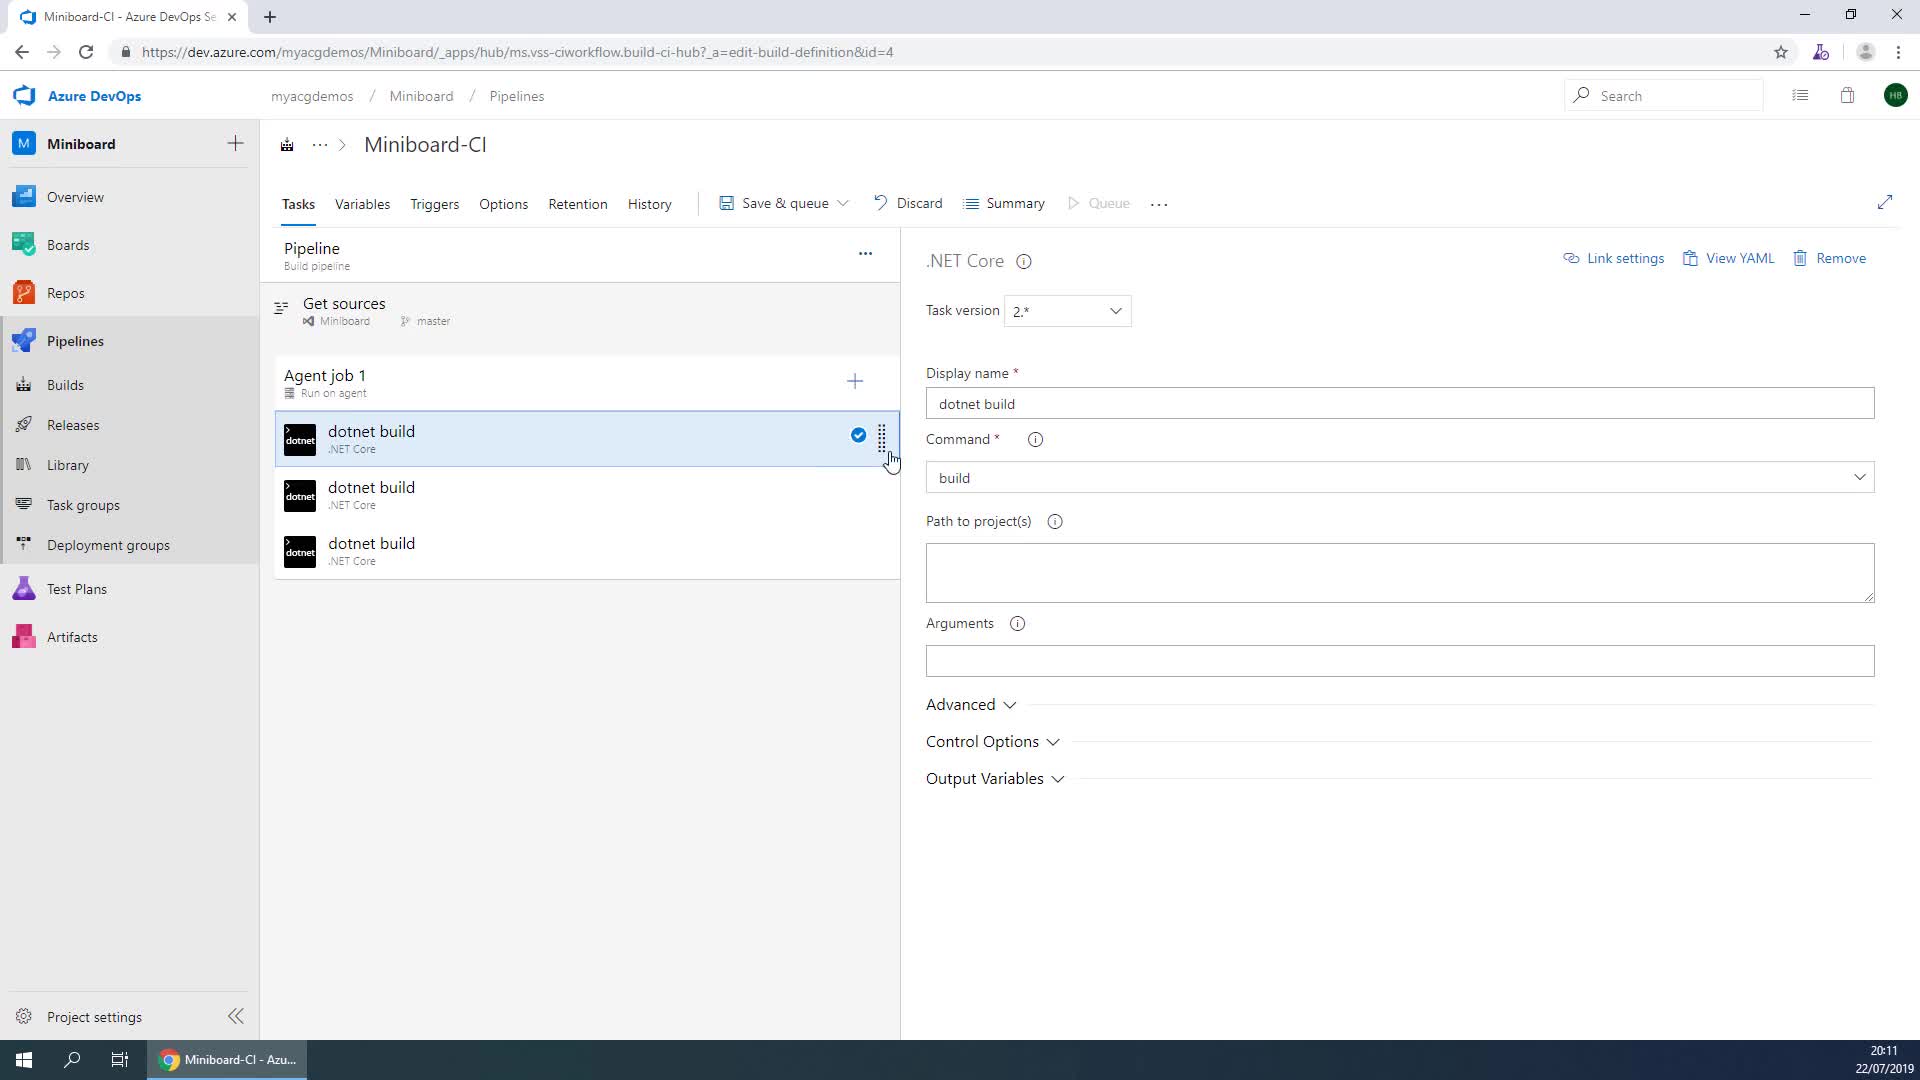 Miniboard-CI - Azure DevOps Se
https://dev.azure.com/myacgdemos/Miniboard/_apps/hub/ms.vss-ciworkflow.build-ci-hub?_a=edit-build-definition&id=4
Azure DevOps
myacgdemos / Miniboard / Pipelines
Search
HB
M
Miniboard
Overview
Boards
Repos
Pipelines
Builds
Releases
Library
Task groups
Deployment groups
Test Plans
Artifacts
Project settings
... > Miniboard-CI
Tasks Variables Triggers Options Retention History
Save & queue Discard Summary Queue ...
Pipeline
Build pipeline
Get sources
Miniboard master
Agent job 1
Run on agent
dotnet
dotnet build
.NET Core
dotnet
dotnet build
.NET Core
dotnet
dotnet build
.NET Core
.NET Core
Link settings View YAML Remove
Task version 2.*
Display name *
dotnet build
Command *
build
Path to project(s)
Arguments
Advanced
Control Options
Output Variables
Miniboard-CI - Azu...
20:11
22/07/2019